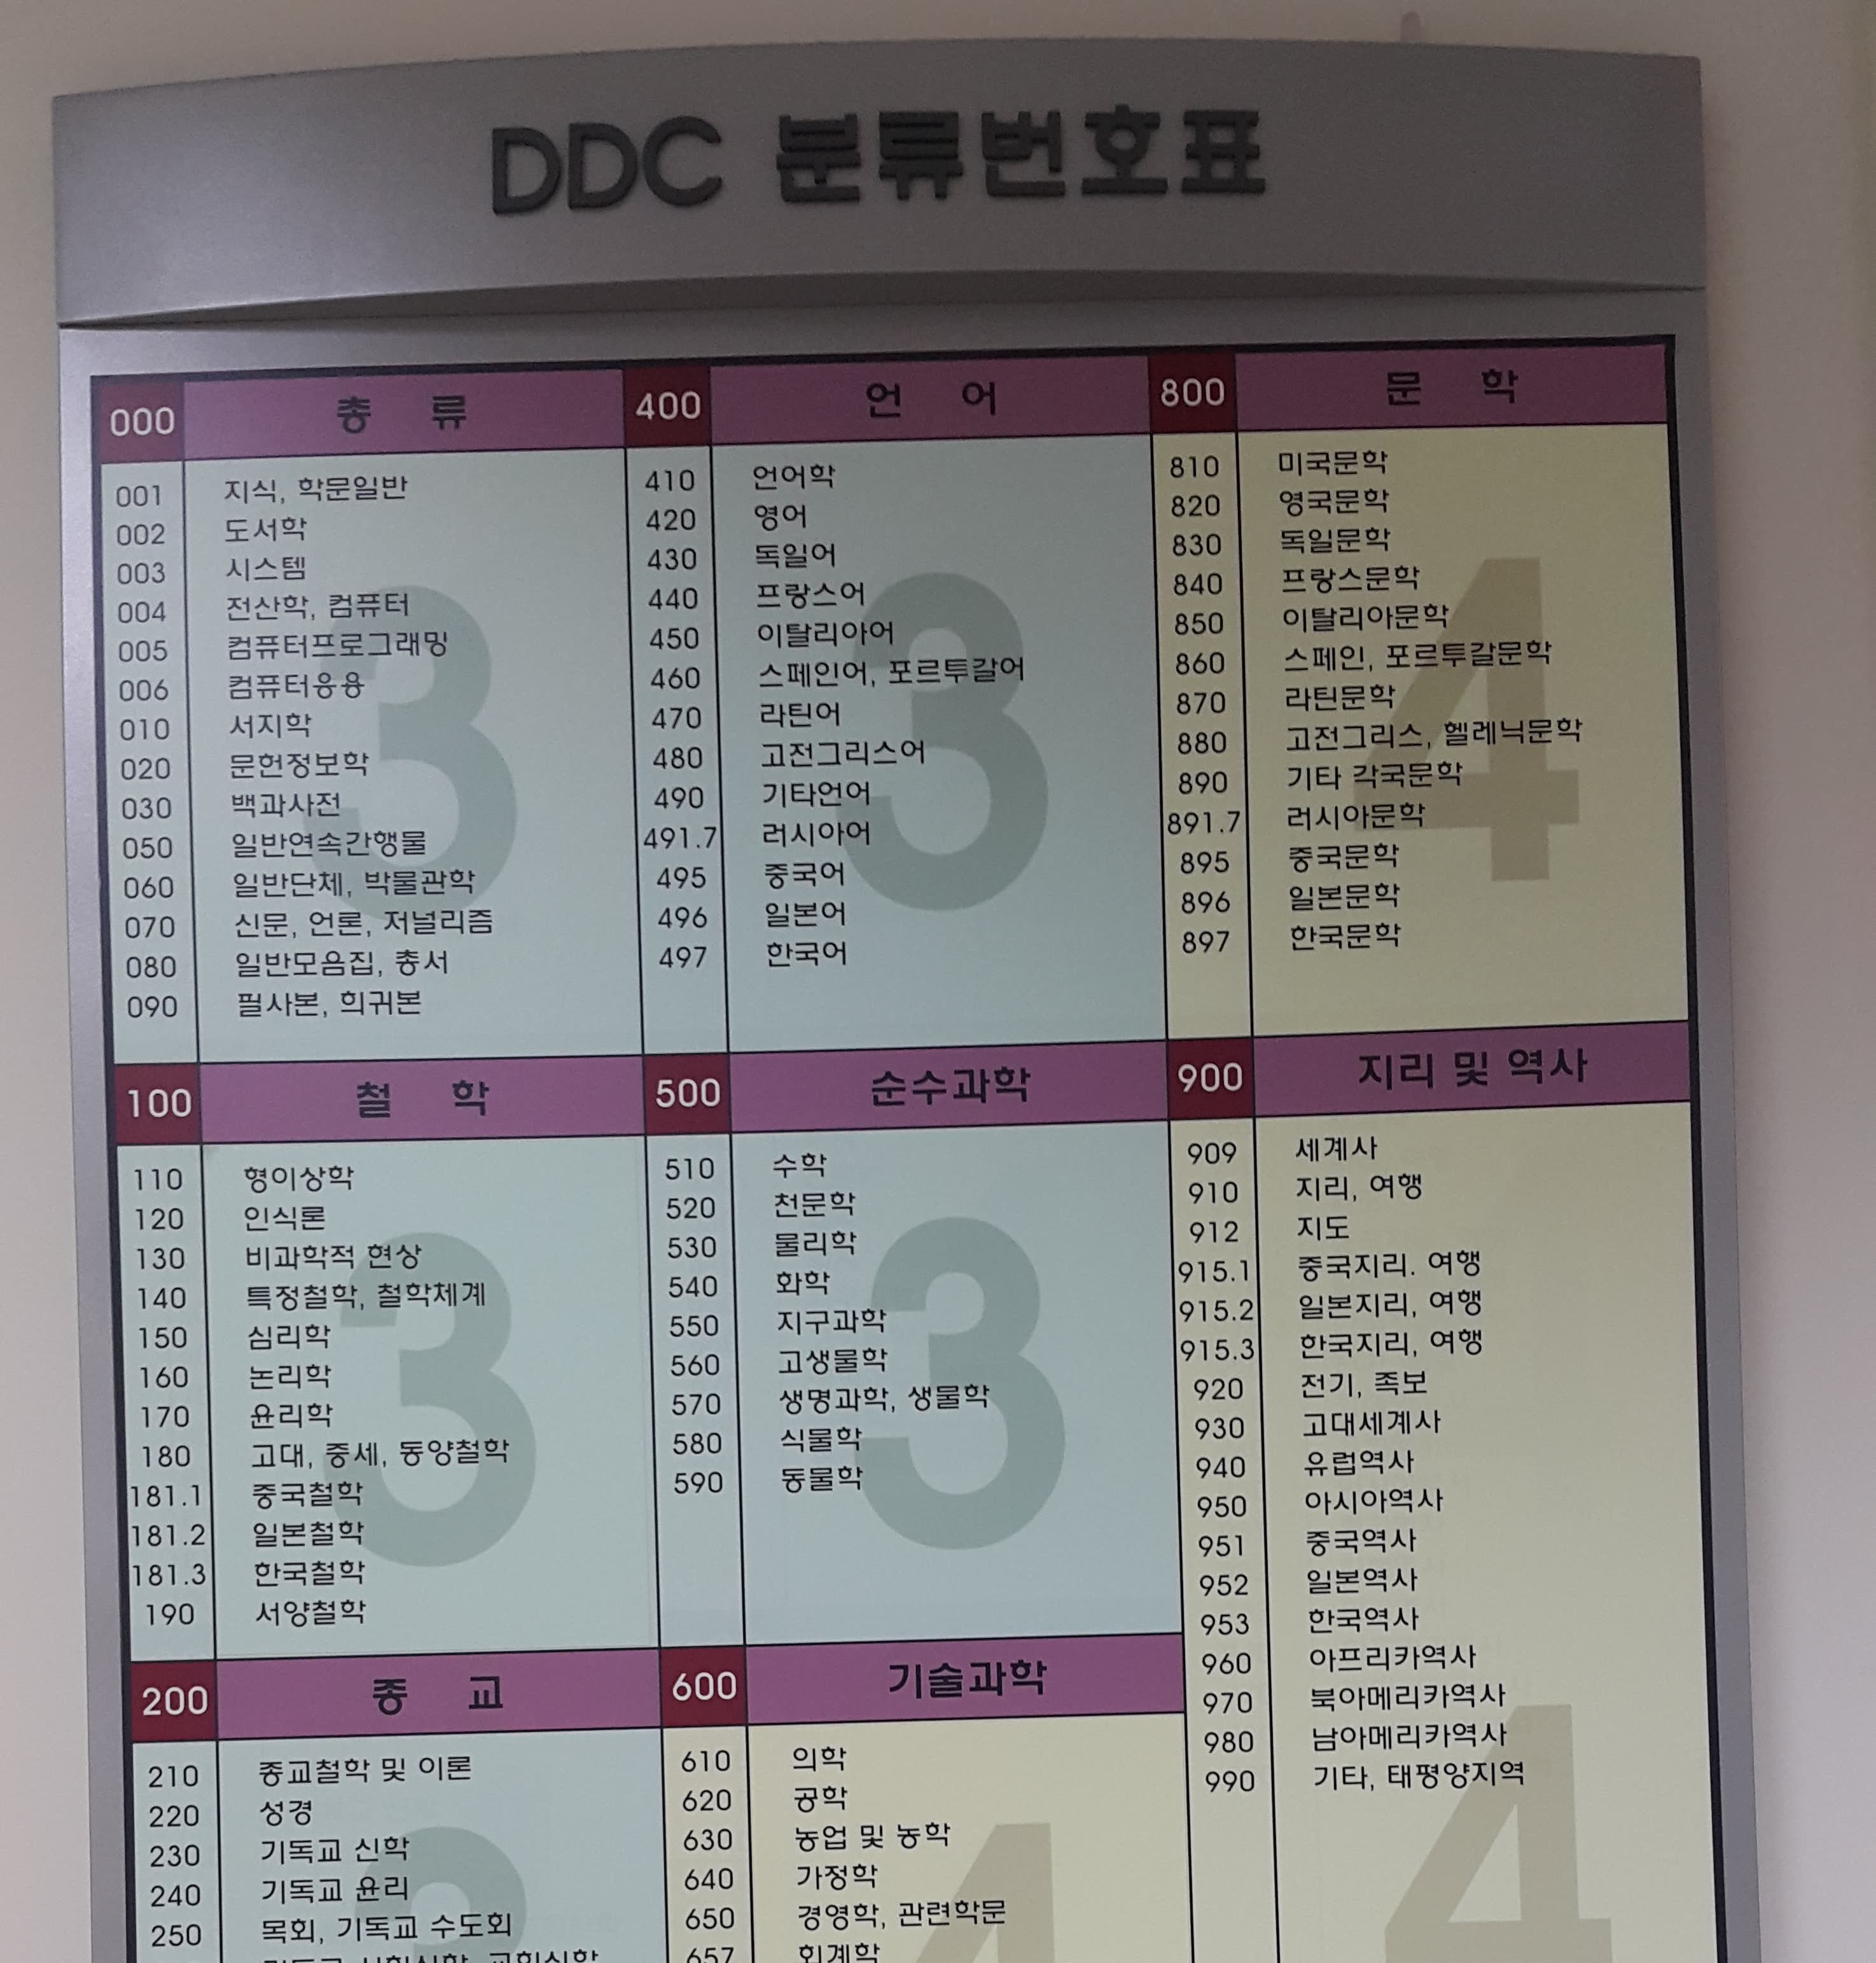 DDC 분류번호표
000 총 류
001 지식, 학문일반
002 도서학
003 시스템
004 전산학, 컴퓨터
005 컴퓨터프로그래밍
006 컴퓨터응용
010 서지학
020 문헌정보학
030 백과사전
050 일반연속간행물
060 일반단체, 박물관학
070 신문, 언론, 저널리즘
080 일반모음집, 총서
090 필사본, 희귀본
3
100 철 학
110 형이상학
120 인식론
130 비과학적 현상
140 특정철학, 철학체계
150 심리학
160 논리학
170 윤리학
180 고대, 중세, 동양철학
181.1 중국철학
181.2 일본철학
181.3 한국철학
190 서양철학
3
200 종 교
210 종교철학 및 이론
220 성경
230 기독교 신학
240 기독교 윤리
250 목회, 기독교 수도회
3
400 언 어
410 언어학
420 영어
430 독일어
440 프랑스어
450 이탈리아어
460 스페인어, 포르투갈어
470 라틴어
480 고전그리스어
490 기타언어
491.7 러시아어
495 중국어
496 일본어
497 한국어
3
500 순수과학
510 수학
520 천문학
530 물리학
540 화학
550 지구과학
560 고생물학
570 생명과학, 생물학
580 식물학
590 동물학
3
600 기술과학
610 의학
620 공학
630 농업 및 농학
640 가정학
650 경영학, 관련학문
657 회계학
4
800 문 학
810 미국문학
820 영국문학
830 독일문학
840 프랑스문학
850 이탈리아문학
860 스페인, 포르투갈문학
870 라틴문학
880 고전그리스, 헬레닉문학
890 기타 각국문학
891.7 러시아문학
895 중국문학
896 일본문학
897 한국문학
4
900 지리 및 역사
909 세계사
910 지리, 여행
912 지도
915.1 중국지리. 여행
915.2 일본지리, 여행
915.3 한국지리, 여행
920 전기, 족보
930 고대세계사
940 유럽역사
950 아시아역사
951 중국역사
952 일본역사
953 한국역사
960 아프리카역사
970 북아메리카역사
980 남아메리카역사
990 기타, 태평양지역
4